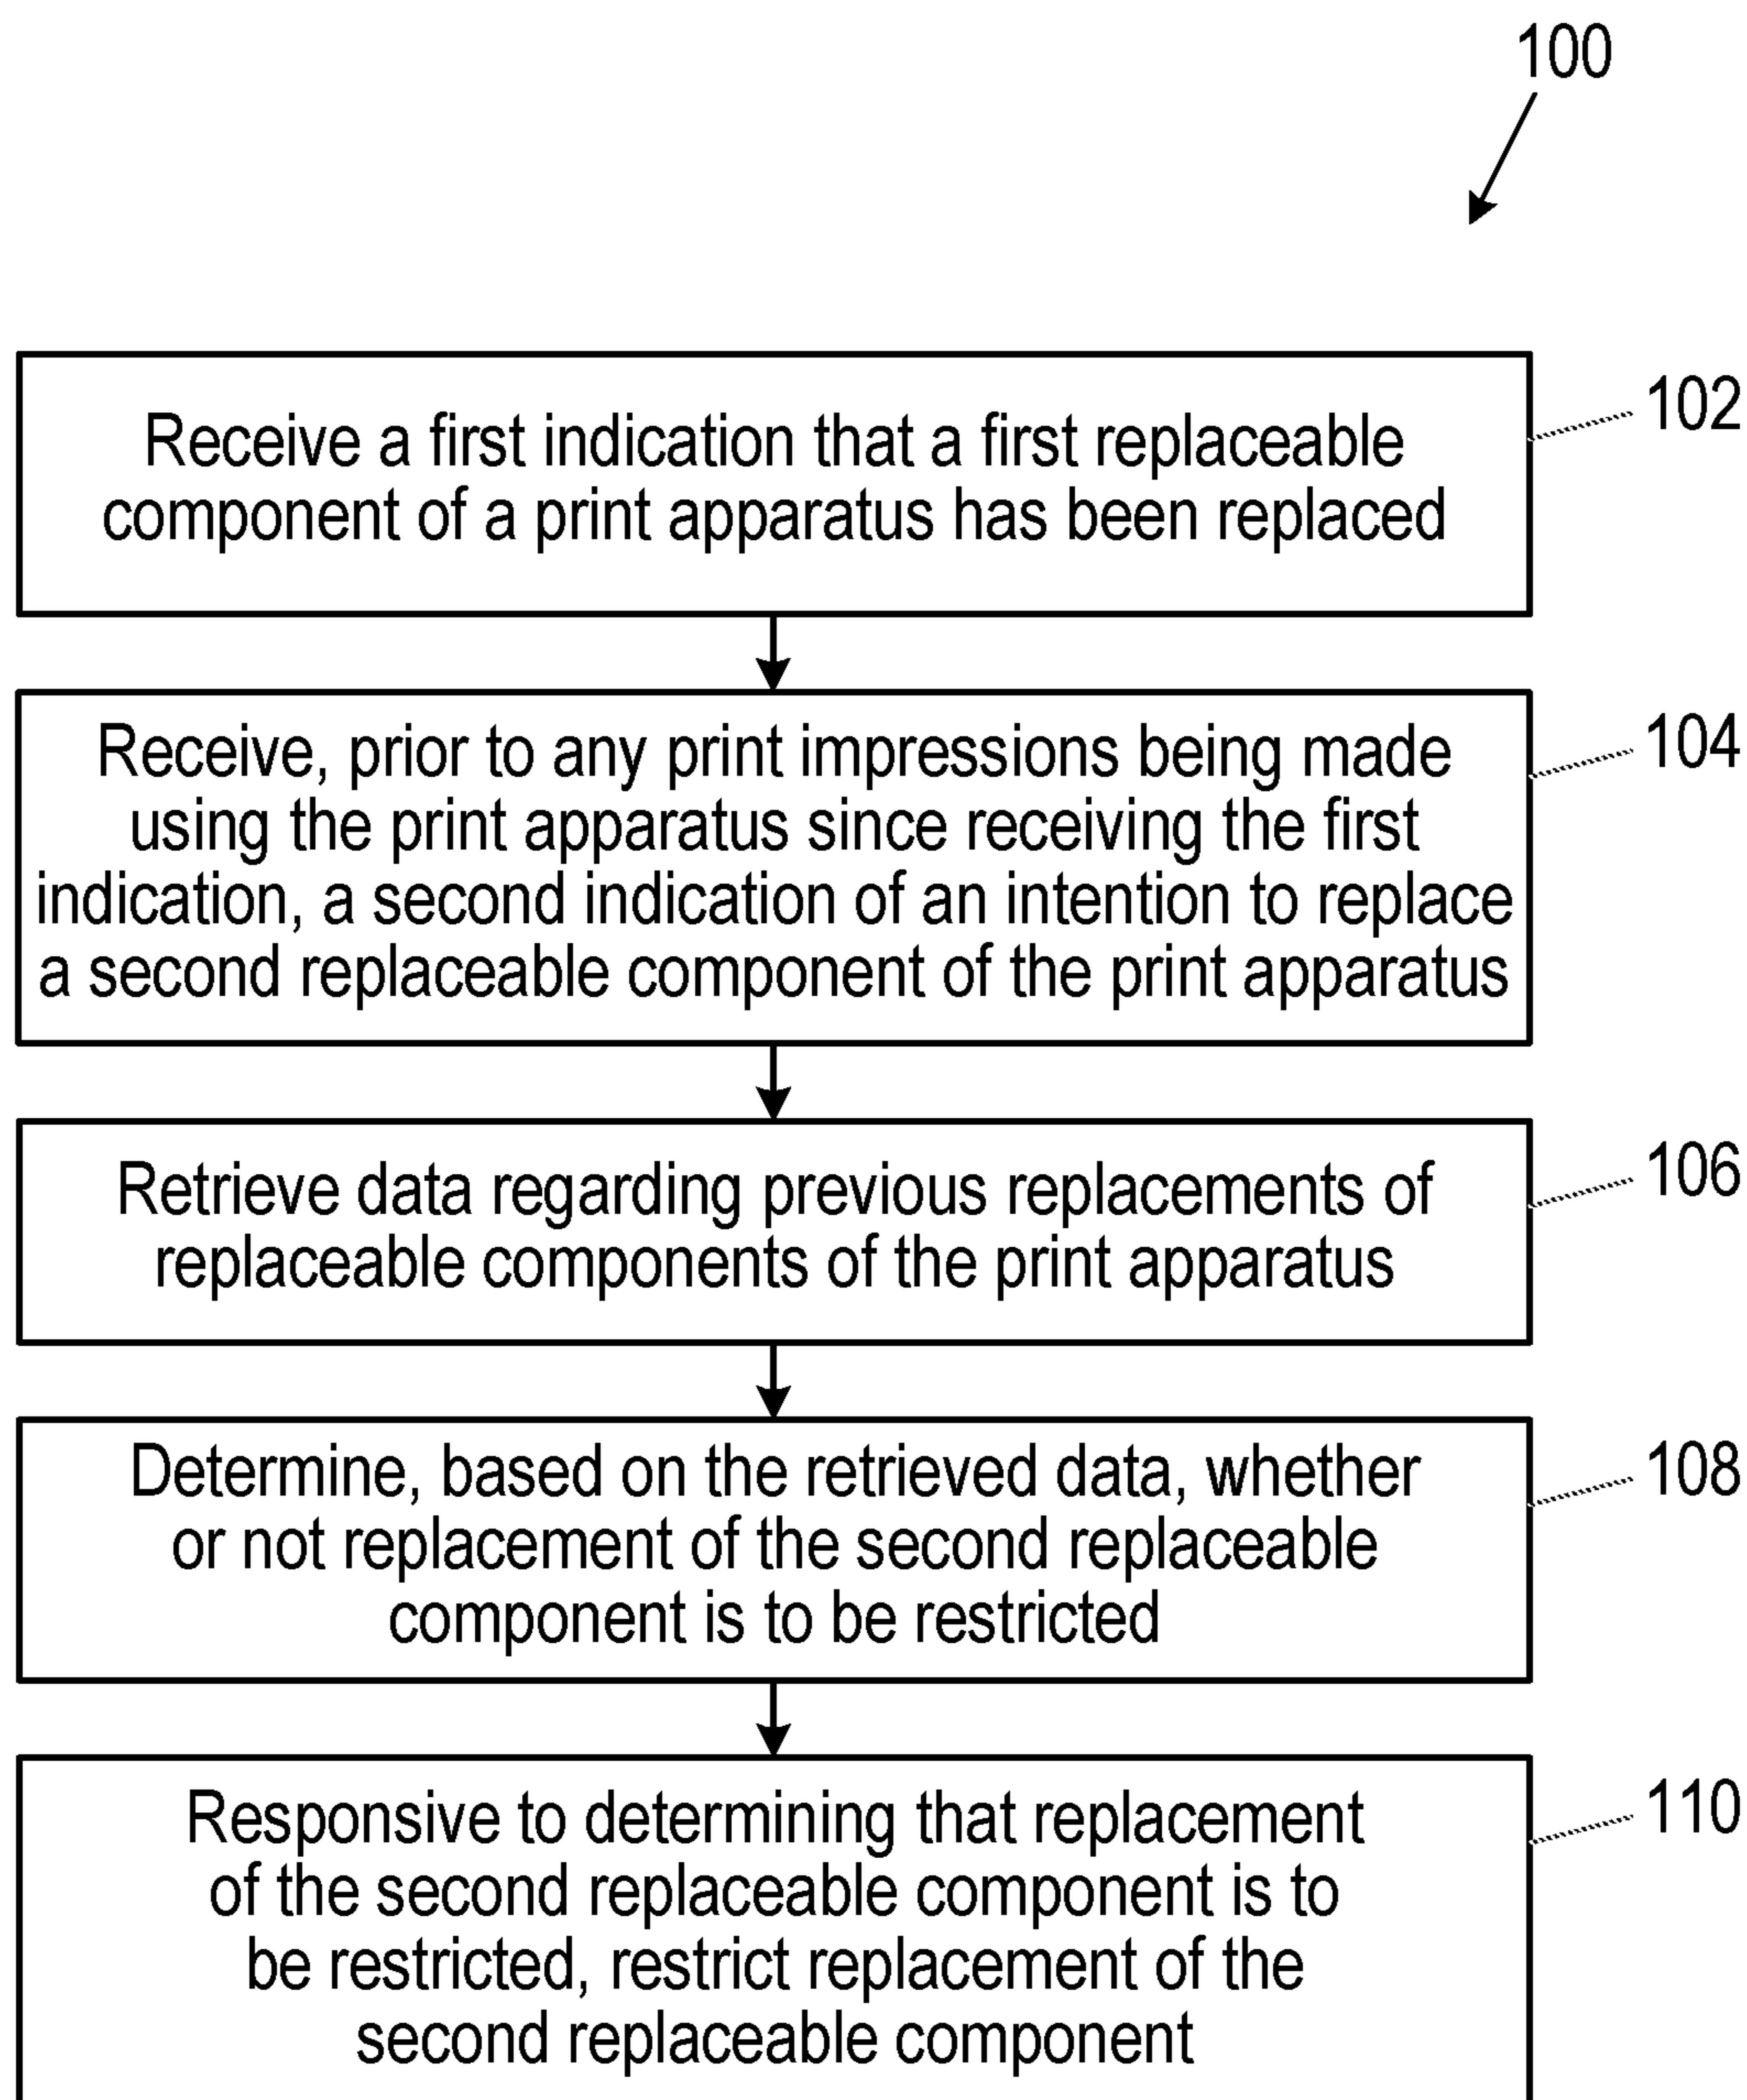 100
Receive a first indication that a first replaceable
component of a print apparatus has been replaced
102
Receive, prior to any print impressions being made
using the print apparatus since receiving the first
indication, a second indication of an intention to replace
a second replaceable component of the print apparatus
104
Retrieve data regarding previous replacements of
replaceable components of the print apparatus
106
Determine, based on the retrieved data, whether
or not replacement of the second replaceable
component is to be restricted
108
Responsive to determining that replacement
of the second replaceable component is to
be restricted, restrict replacement of the
second replaceable component
110